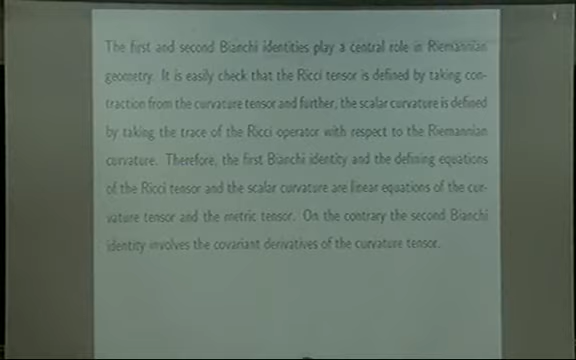 The first and second Bianchi identities play a central role in Riemannian
geometry. It is easily check that the Ricci tensor is defined by taking con-
traction from the curvature tensor and further, the scalar curvature is defined
by taking the trace of the Ricci operator with respect to the Riemannian
curvature. Therefore, the first Bianchi identity and the defining equations
of the Ricci tensor and the scalar curvature are linear equations of the cur-
vature tensor and the metric tensor. On the contrary the second Bianchi
identity involves the covariant derivatives of the curvature tensor.